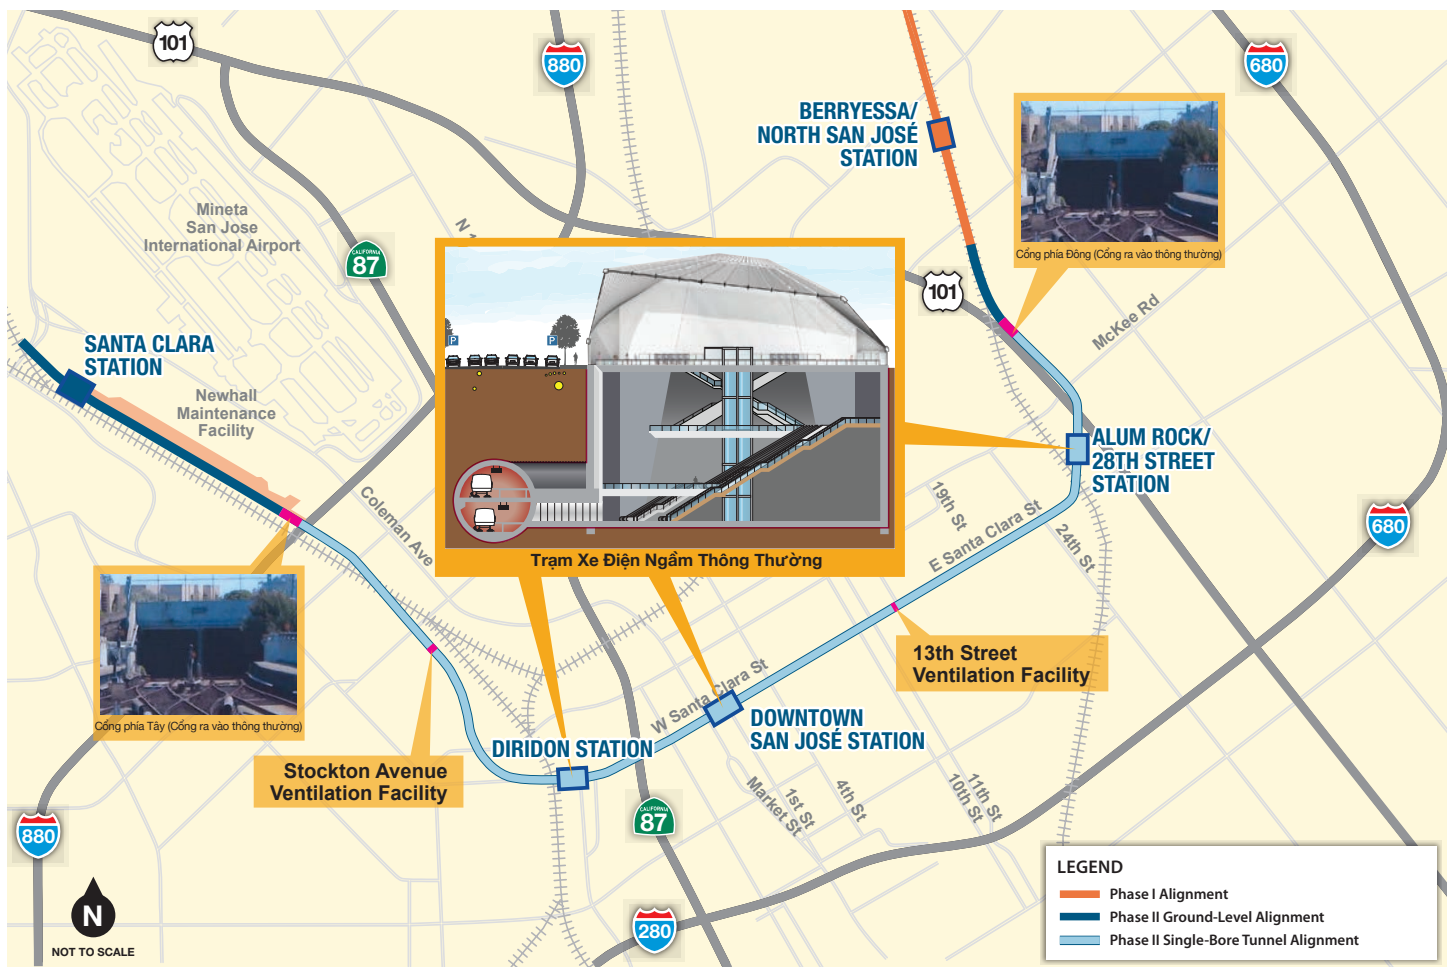 101
880
680
BERRYESSA/
NORTH SAN JOSÉ
STATION
Mineta
San Jose
International Airport
CALIFORNIA
87
N 1
Cổng phía Đông (Cổng ra vào thông thường)
101
McKee Rd
SANTA CLARA
STATION
Newhall
Maintenance
Facility
P
P
ALUM ROCK/
28TH STREET
STATION
Coleman Ave
19th St
E Santa Clara St
24th St
680
Trạm Xe Điện Ngầm Thông Thường
13th Street
Ventilation Facility
Cổng phía Tây (Cổng ra vào thông thường)
W Santa Clara St
DOWNTOWN
SAN JOSÉ STATION
DIRIDON STATION
Stockton Avenue
Ventilation Facility
Market St
1st St
4th St
10th St
11th St
CALIFORNIA
87
880
280
N
NOT TO SCALE
LEGEND
Phase I Alignment
Phase II Ground-Level Alignment
Phase II Single-Bore Tunnel Alignment